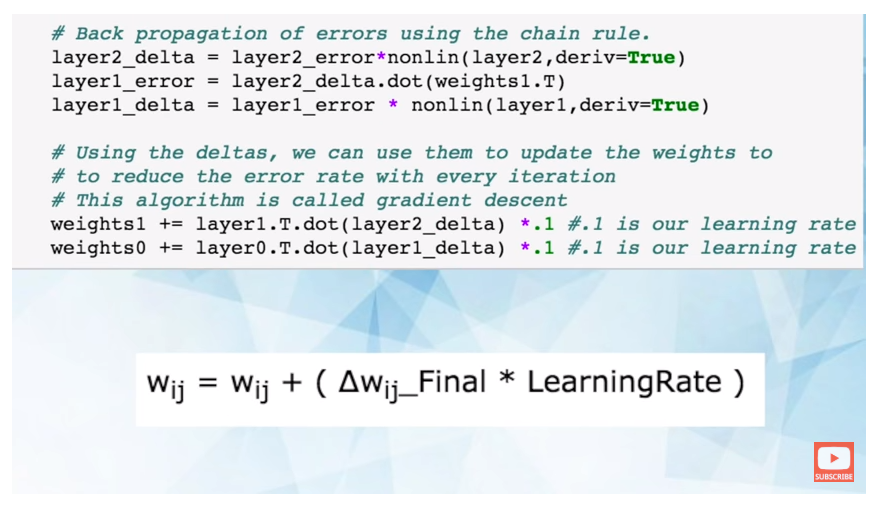 # Back propagation of errors using the chain rule.
layer2_delta = layer2_error*nonlin(layer2,deriv=True)
layer1_error = layer2_delta.dot(weights1.T)
layer1_delta = layer1_error * nonlin(layer1,deriv=True)
# Using the deltas, we can use them to update the weights to
# to reduce the error rate with every iteration
# This algorithm is called gradient descent
weights1 += layer1.T.dot(layer2_delta) *.1 #.1 is our learning rate
weights0 += layer0.T.dot(layer1_delta) *.1 #.1 is our learning rate
wij = wij + ( Δwij_Final * LearningRate )
SUBSCRIBE